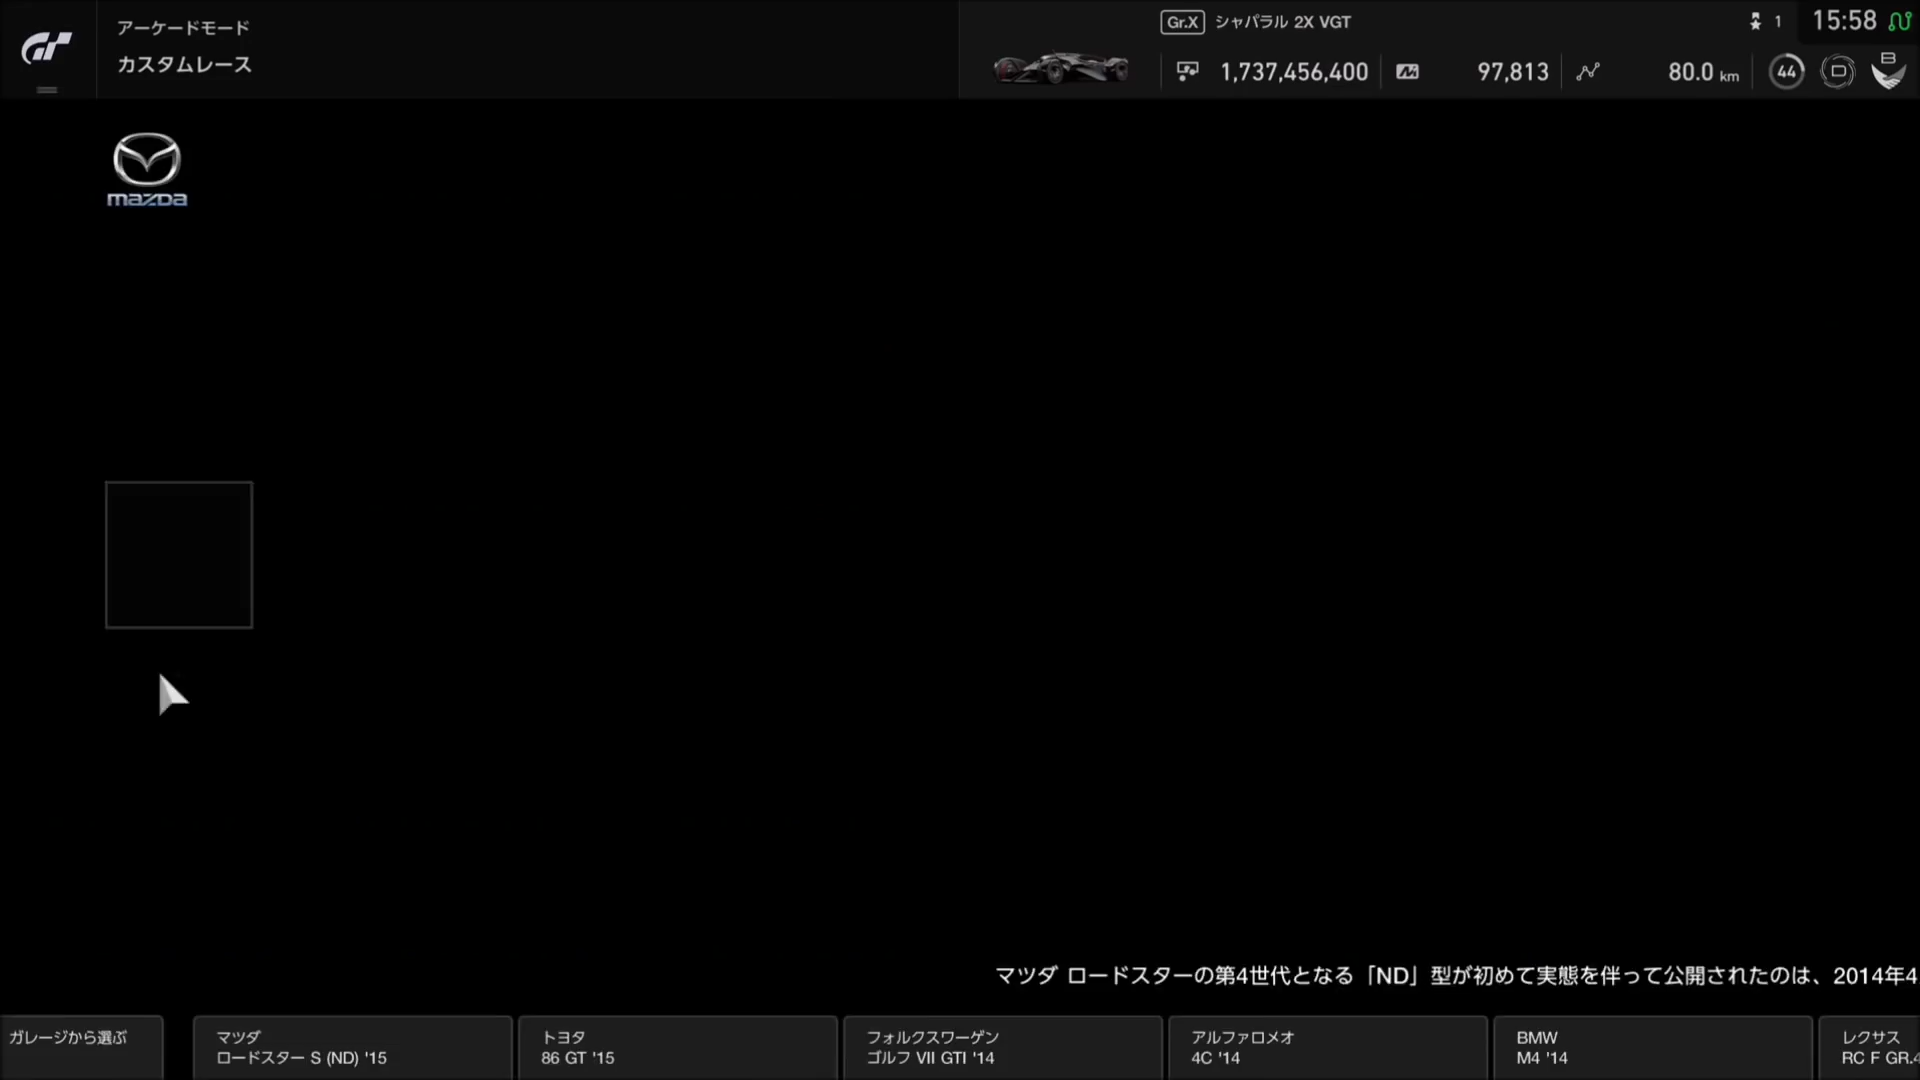 アーケードモード
カスタムレース
Gr.X シャパラル 2X VGT
1
15:58
1,737,456,400
97,813
80.0 km
44
D
B
mazda
マツダ ロードスターの第4世代となる「ND」型が初めて実態を伴って公開されたのは、2014年4
ガレージから選ぶ
マツダ
ロードスター S (ND) '15
トヨタ
86 GT '15
フォルクスワーゲン
ゴルフ VII GTI '14
アルファロメオ
4C '14
BMW
M4 '14
レクサス
RC F GR.4